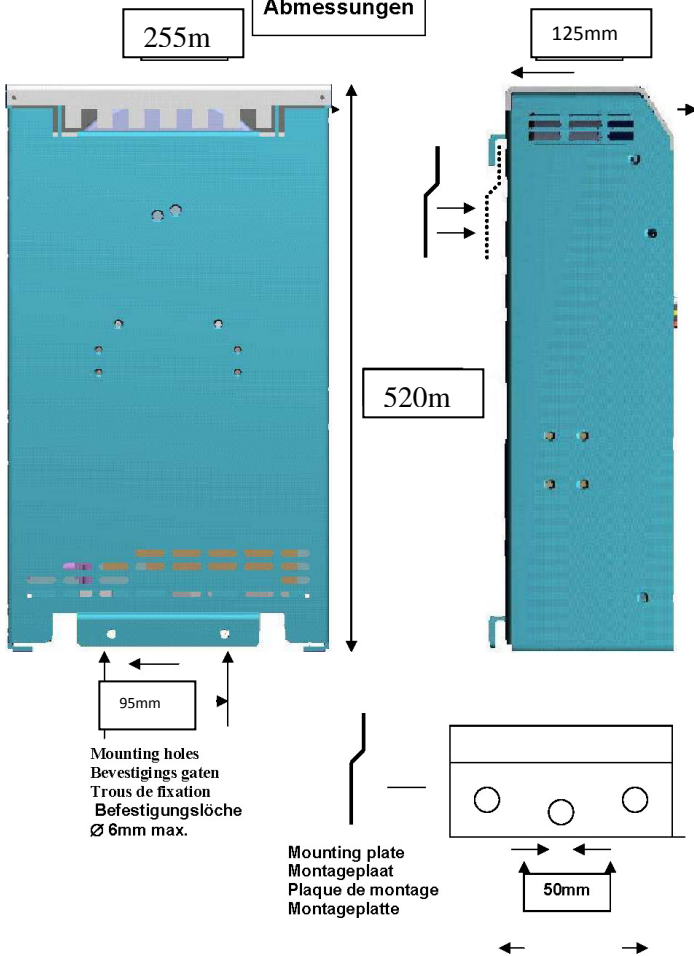 Abmessungen
255m
125mm
520m
95mm
Mounting holes
Bevestigings gaten
Trous de fixation
Befestigungslöche
Ø 6mm max.
Mounting plate
Montageplaat
Plaque de montage
Montageplatte
50mm